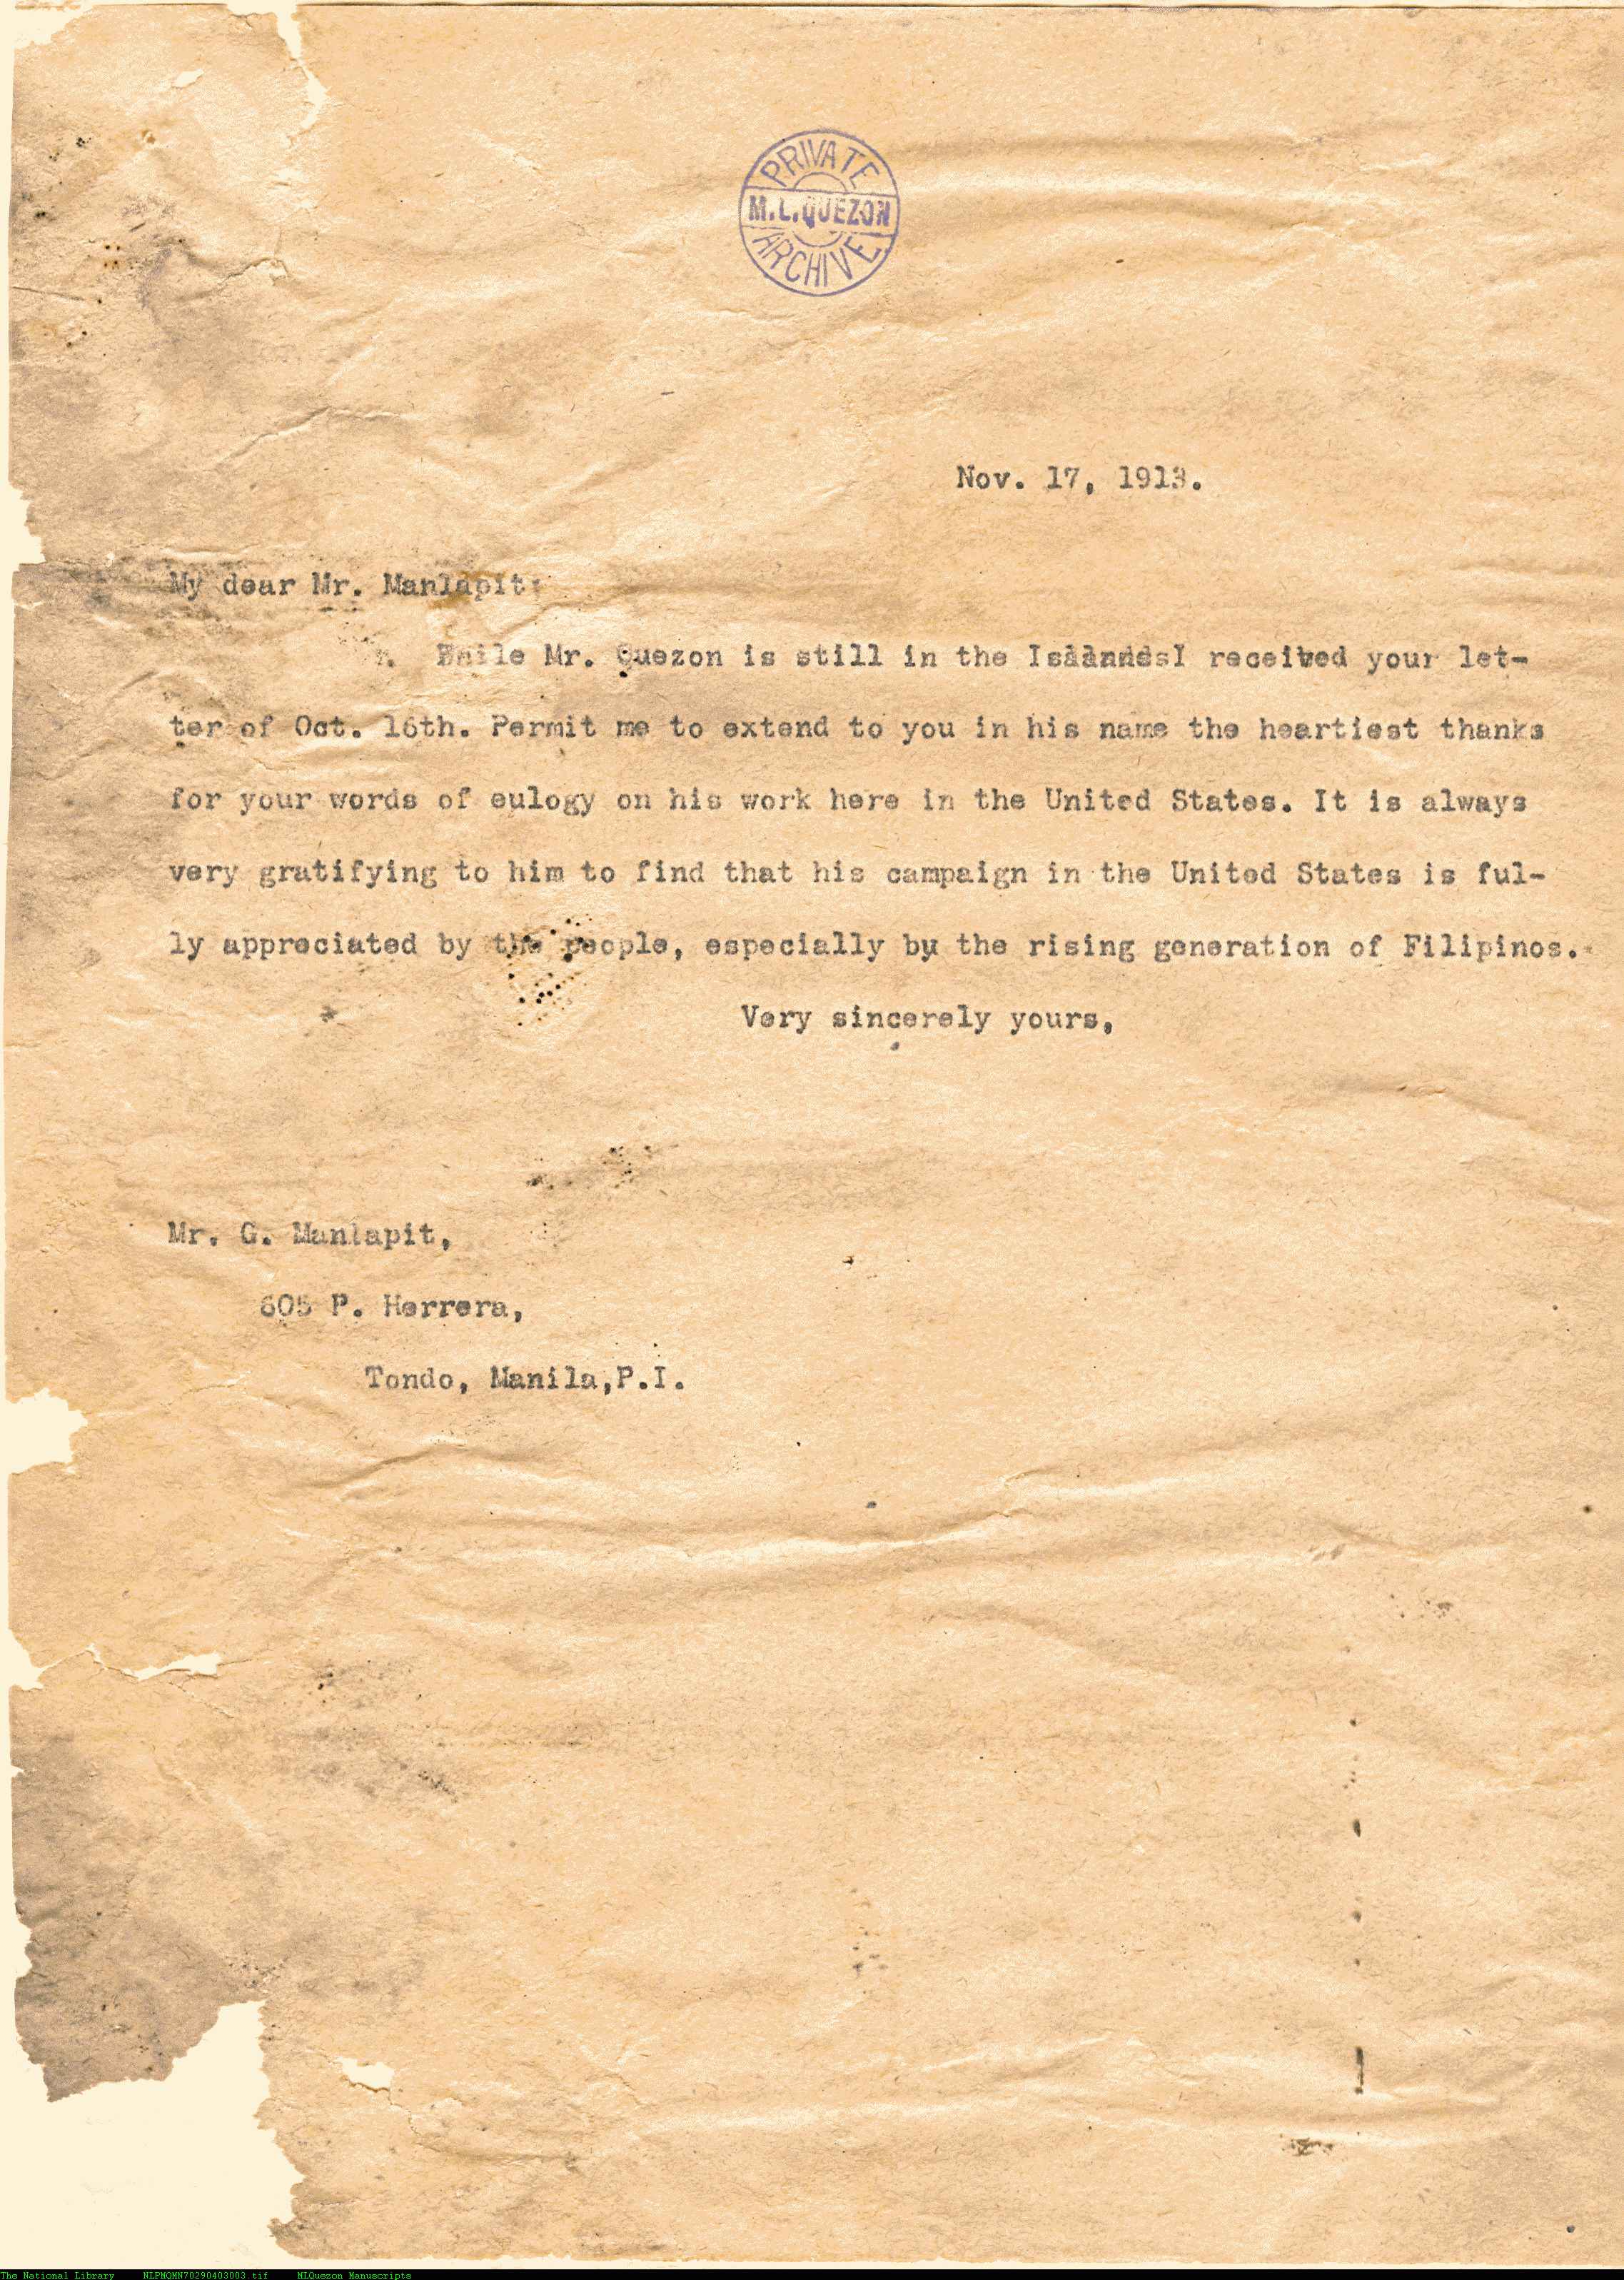 PRIVATE
M.L.QUEZON
ARCHIVE
Nov. 17, 1913.
My dear Mr. Manlapit:
While Mr. Quezon is still in the Islands I received your let-
ter of Oct. 16th. Permit me to extend to you in his name the heartiest thanks
for your words of eulogy on his work here in the United States. It is always
very gratifying to him to find that his campaign in the United States is ful-
ly appreciated by the people, especially by the rising generation of Filipinos.
Very sincerely yours,
Mr. G. Manlapit,
605 P. Herrera,
Tondo, Manila,P.I.
The National Library NLPMQMN70290403003.tif MLQuezon Manuscripts